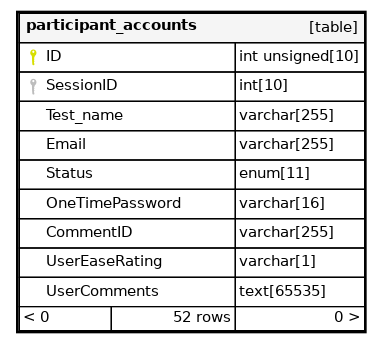 participant_accounts [table]
ID int unsigned[10]
SessionID int[10]
Test_name varchar[255]
Email varchar[255]
Status enum[11]
OneTimePassword varchar[16]
CommentID varchar[255]
UserEaseRating varchar[1]
UserComments text[65535]
< 0 52 rows 0 >